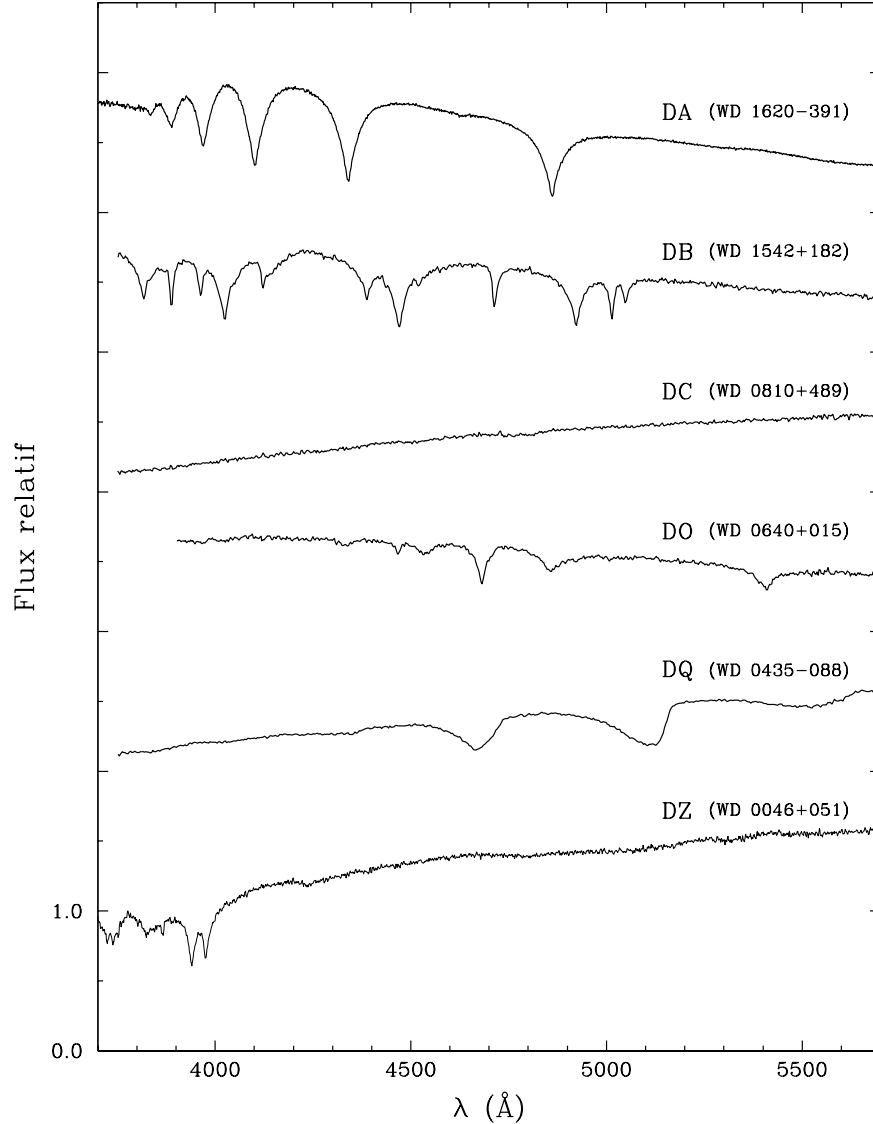 DA (WD 1620−391)
DB (WD 1542+182)
DC (WD 0810+489)
DO (WD 0640+015)
DQ (WD 0435−088)
DZ (WD 0046+051)
Flux relatif
1.0
0.0
4000 4500 5000 5500
λ (Å)